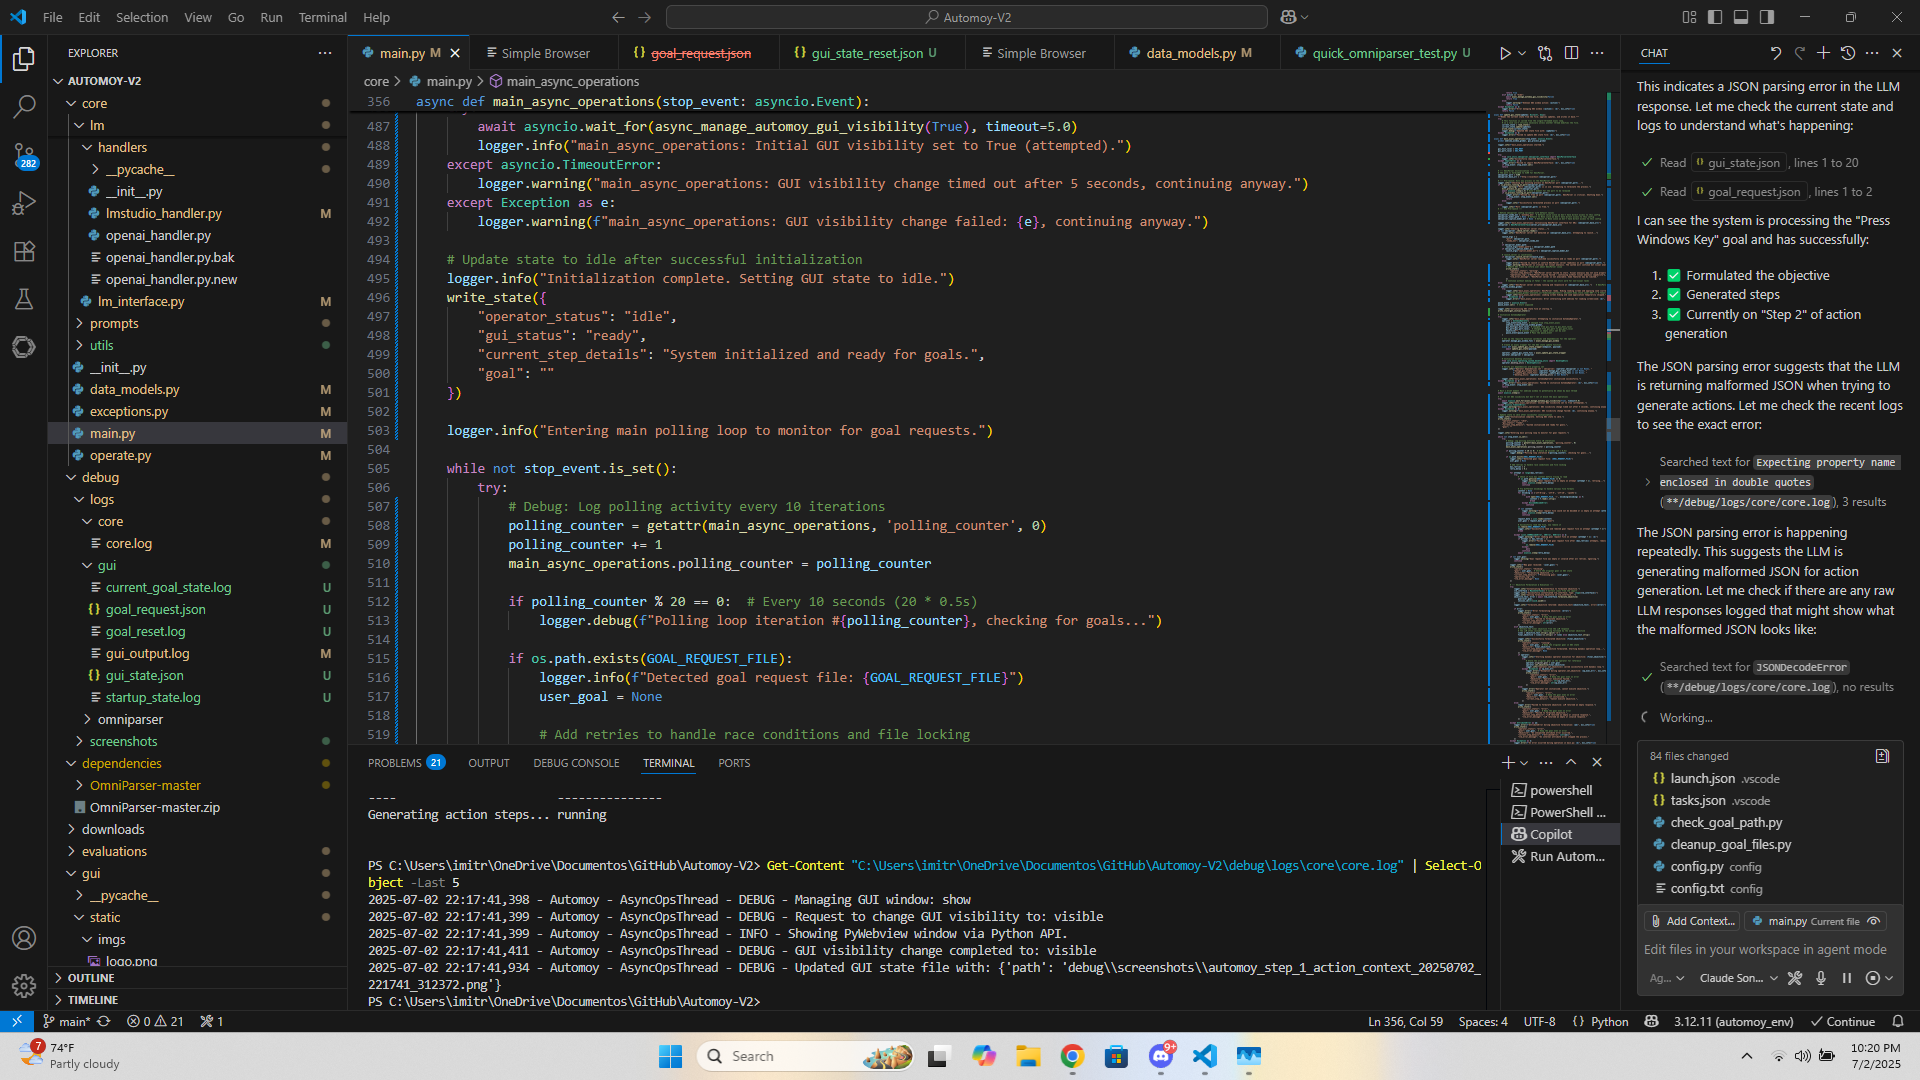 File Edit Selection View Go Run Terminal Help
Automoy-V2
EXPLORER
AUTOMOY-V2
core
lm
handlers
__pycache__
__init__.py
lmstudio_handler.py M
openai_handler.py
openai_handler.py.bak
openai_handler.py.new
lm_interface.py M
prompts
utils
__init__.py
data_models.py M
exceptions.py M
main.py M
operate.py M
debug
logs
core
core.log M
gui
current_goal_state.log U
goal_request.json U
goal_reset.log U
gui_output.log M
gui_state.json U
startup_state.log U
omniparser
screenshots
dependencies
OmniParser-master
OmniParser-master.zip
downloads
evaluations
gui
__pycache__
static
imgs
logo.png
OUTLINE
TIMELINE
282
main.py M
Simple Browser
goal_request.json
gui_state_reset.json U
Simple Browser
data_models.py M
quick_omniparser_test.py U
core > main.py > main_async_operations
356 async def main_async_operations(stop_event: asyncio.Event):
487 await asyncio.wait_for(async_manage_automoy_gui_visibility(True), timeout=5.0)
488 logger.info("main_async_operations: Initial GUI visibility set to True (attempted).")
489 except asyncio.TimeoutError:
490 logger.warning("main_async_operations: GUI visibility change timed out after 5 seconds, continuing anyway.")
491 except Exception as e:
492 logger.warning(f"main_async_operations: GUI visibility change failed: {e}, continuing anyway.")
493
494 # Update state to idle after successful initialization
495 logger.info("Initialization complete. Setting GUI state to idle.")
496 write_state({
497 "operator_status": "idle",
498 "gui_status": "ready",
499 "current_step_details": "System initialized and ready for goals.",
500 "goal": ""
501 })
502
503 logger.info("Entering main polling loop to monitor for goal requests.")
504
505 while not stop_event.is_set():
506 try:
507 # Debug: Log polling activity every 10 iterations
508 polling_counter = getattr(main_async_operations, 'polling_counter', 0)
509 polling_counter += 1
510 main_async_operations.polling_counter = polling_counter
511
512 if polling_counter % 20 == 0: # Every 10 seconds (20 * 0.5s)
513 logger.debug(f"Polling loop iteration #{polling_counter}, checking for goals...")
514
515 if os.path.exists(GOAL_REQUEST_FILE):
516 logger.info(f"Detected goal request file: {GOAL_REQUEST_FILE}")
517 user_goal = None
518
519 # Add retries to handle race conditions and file locking
PROBLEMS 21 OUTPUT DEBUG CONSOLE TERMINAL PORTS
---- ---------------
Generating action steps... running
PS C:\Users\imitr\OneDrive\Documentos\GitHub\Automoy-V2> Get-Content "C:\Users\imitr\OneDrive\Documentos\GitHub\Automoy-V2\debug\logs\core\core.log" | Select-O
bject -Last 5
2025-07-02 22:17:41,398 - Automoy - AsyncOpsThread - DEBUG - Managing GUI window: show
2025-07-02 22:17:41,399 - Automoy - AsyncOpsThread - DEBUG - Request to change GUI visibility to: visible
2025-07-02 22:17:41,399 - Automoy - AsyncOpsThread - INFO - Showing PyWebview window via Python API.
2025-07-02 22:17:41,411 - Automoy - AsyncOpsThread - DEBUG - GUI visibility change completed to: visible
2025-07-02 22:17:41,934 - Automoy - AsyncOpsThread - DEBUG - Updated GUI state file with: {'path': 'debug\\screenshots\\automoy_step_1_action_context_20250702_
221741_312372.png'}
PS C:\Users\imitr\OneDrive\Documentos\GitHub\Automoy-V2>
powershell
PowerShell ...
Copilot
Run Autom...
CHAT
This indicates a JSON parsing error in the LLM
response. Let me check the current state and
logs to understand what's happening:
Read gui_state.json, lines 1 to 20
Read goal_request.json, lines 1 to 2
I can see the system is processing the "Press
Windows Key" goal and has successfully:
1. ✅ Formulated the objective
2. ✅ Generated steps
3. ✅ Currently on "Step 2" of action
generation
The JSON parsing error suggests that the LLM
is returning malformed JSON when trying to
generate actions. Let me check the recent logs
to see the exact error:
Searched text for Expecting property name
enclosed in double quotes
(**/debug/logs/core/core.log), 3 results
The JSON parsing error is happening
repeatedly. This suggests the LLM is
generating malformed JSON for action
generation. Let me check if there are any raw
LLM responses logged that might show what
the malformed JSON looks like:
Searched text for JSONDecodeError
(**/debug/logs/core/core.log), no results
Working...
84 files changed
launch.json .vscode
tasks.json .vscode
check_goal_path.py
cleanup_goal_files.py
config.py config
config.txt config
Add Context...
main.py Current file
Edit files in your workspace in agent mode
Ag...
Claude Son...
main*
0 21
1
Ln 356, Col 59 Spaces: 4 UTF-8 Python 3.12.11 (automoy_env) Continue
7
74°F
Partly cloudy
Search
9+
10:20 PM
7/2/2025